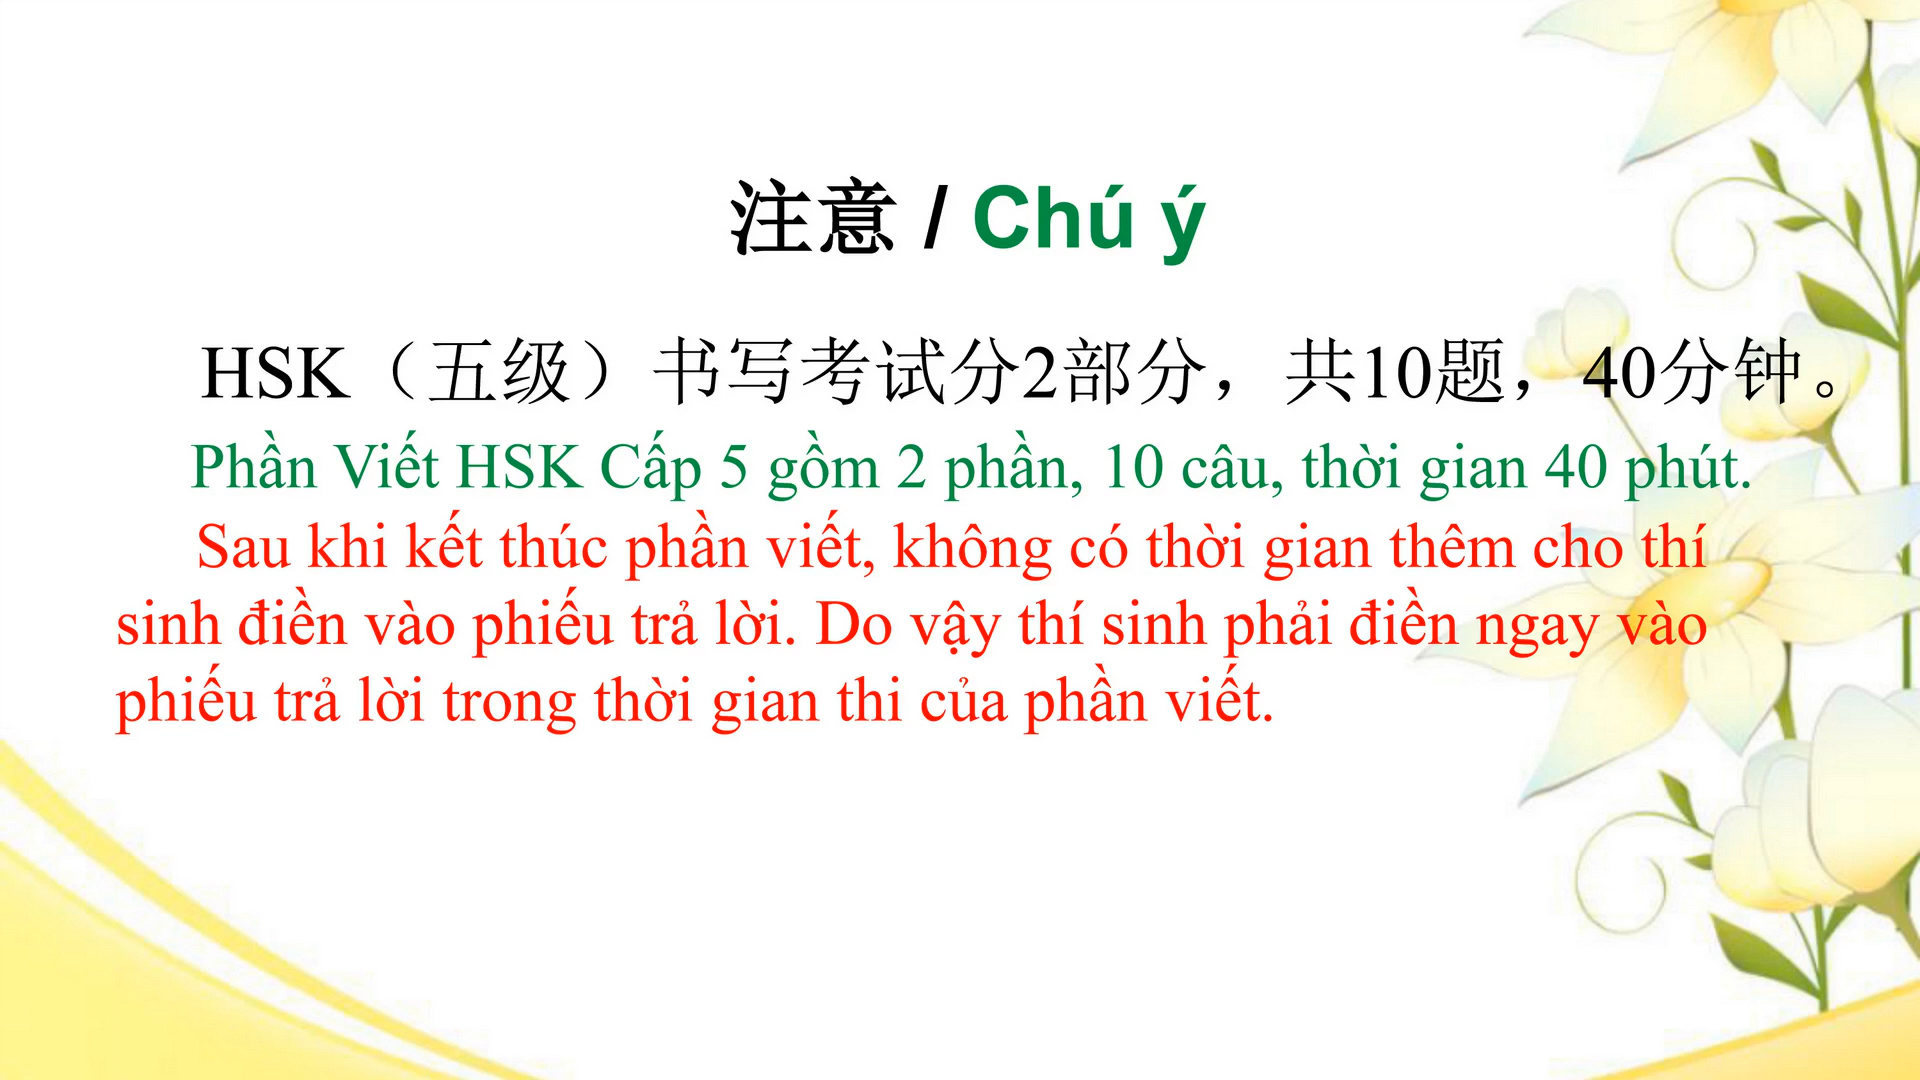 注意 / Chú ý
HSK（五级）书写考试分2部分，共10题，40分钟。
Phần Viết HSK Cấp 5 gồm 2 phần, 10 câu, thời gian 40 phút.
Sau khi kết thúc phần viết, không có thời gian thêm cho thí
sinh điền vào phiếu trả lời. Do vậy thí sinh phải điền ngay vào
phiếu trả lời trong thời gian thi của phần viết.